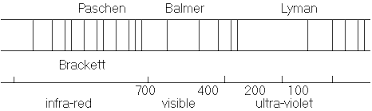 Paschen Balmer Lyman
Brackett
700 400 200 100
infra-red visible ultra-violet